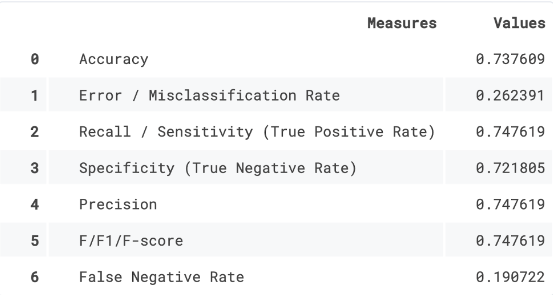 Measures Values
0 Accuracy 0.737609
1 Error / Misclassification Rate 0.262391
2 Recall / Sensitivity (True Positive Rate) 0.747619
3 Specificity (True Negative Rate) 0.721805
4 Precision 0.747619
5 F/F1/F-score 0.747619
6 False Negative Rate 0.190722